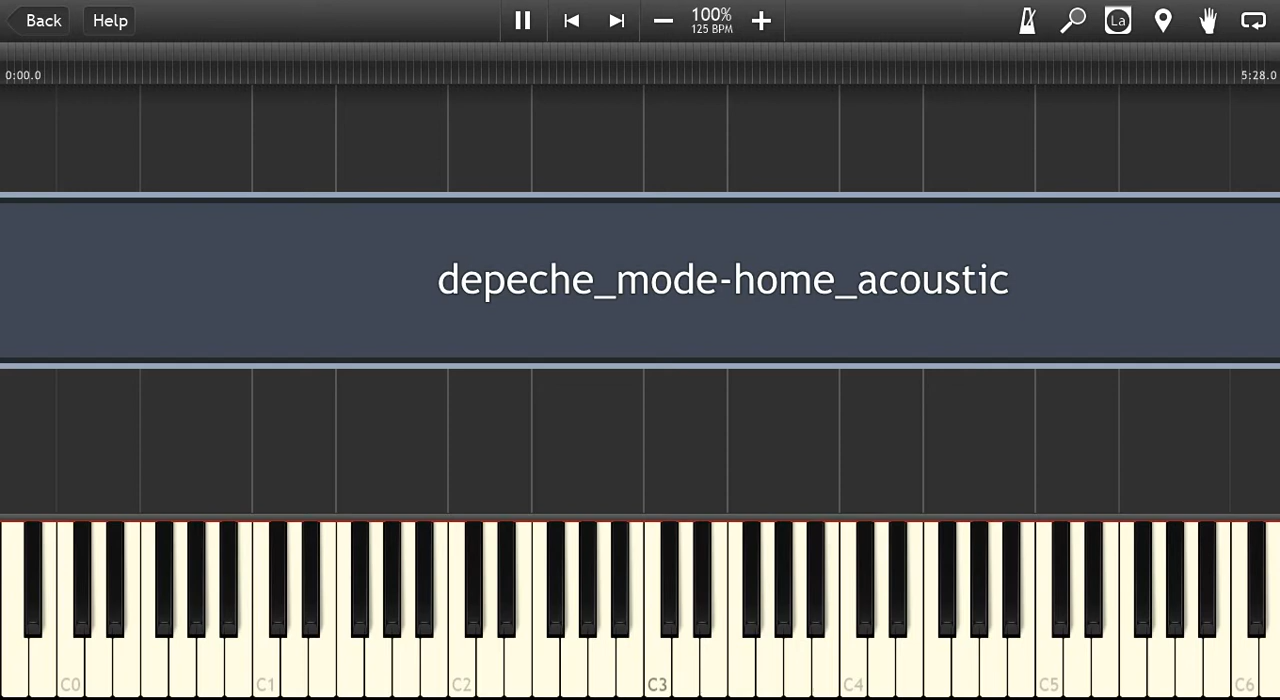 Back Help 100% La
125 BPM
0:00.0 5:28.0
depeche_mode-home_acoustic
C0 C1 C2 C3 C4 C5 C6